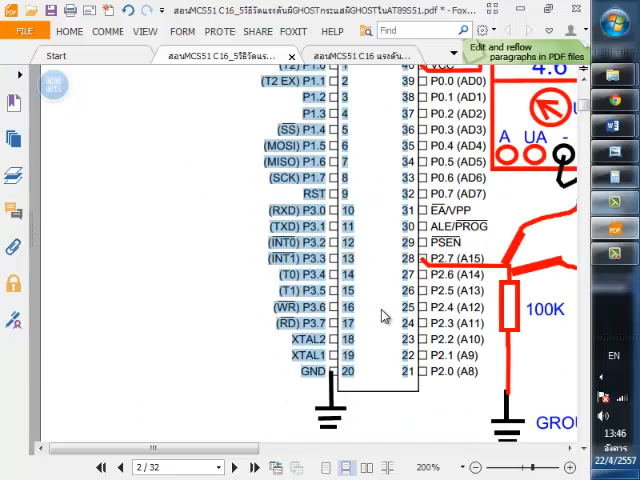 สอนMCS51 C16_วิธีวัดแรงดันผีGHOSTกระแสผีGHOSTในAT89S51.pdf * - Fox...
FILE
HOME
COMME
VIEW
FORM
PROTE
SHARE
FOXIT
HELP
Find
Edit and reflow
paragraphs in PDF files
Start
สอนMCS51 C16_วิธีวัดแร...
สอนMCS51 C16 แรงดัน...
(T2) P1.0 1
40 VCC
4.6
(T2 EX) P1.1 2
39 P0.0 (AD0)
P1.2 3
38 P0.1 (AD1)
P1.3 4
37 P0.2 (AD2)
(SS) P1.4 5
36 P0.3 (AD3)
(MOSI) P1.5 6
35 P0.4 (AD4)
A UA -
(MISO) P1.6 7
34 P0.5 (AD5)
(SCK) P1.7 8
33 P0.6 (AD6)
RST 9
32 P0.7 (AD7)
(RXD) P3.0 10
31 EA/VPP
(TXD) P3.1 11
30 ALE/PROG
(INT0) P3.2 12
29 PSEN
(INT1) P3.3 13
28 P2.7 (A15)
(T0) P3.4 14
27 P2.6 (A14)
(T1) P3.5 15
26 P2.5 (A13)
(WR) P3.6 16
25 P2.4 (A12)
100K
(RD) P3.7 17
24 P2.3 (A11)
XTAL2 18
23 P2.2 (A10)
XTAL1 19
22 P2.1 (A9)
GND 20
21 P2.0 (A8)
GROU
2 / 32
200%
EN
13:46
อังคาร
22/4/2557